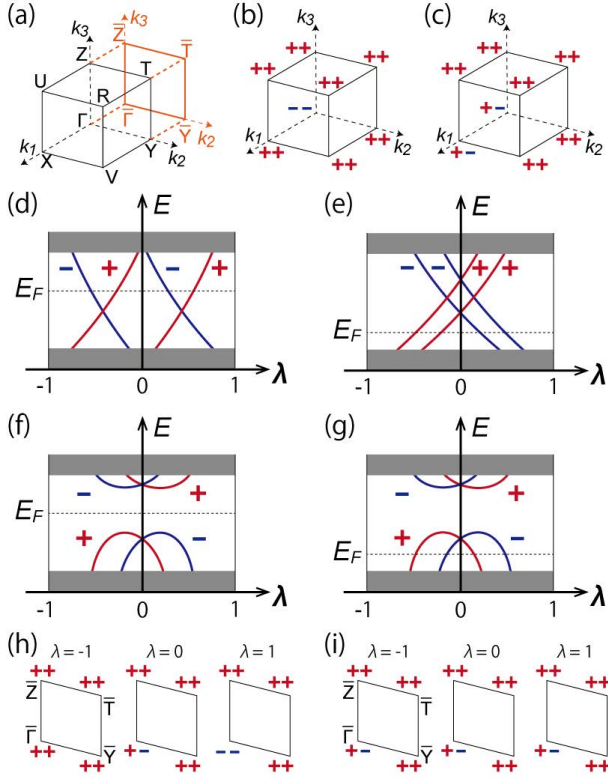 (a) k3 Z̄ k3 T̄
Z
U T
R
Γ Γ̄
k1 Ȳ k2
X Y k2
V
(b) k3
++ ++
++ ++
− −
k1 k2
++ ++
++
(c) k3
++ ++
++ ++
+ −
k1 k2
+ − ++
++
(d) E
− + − +
EF
-1 0 1 λ
(e) E
− − + +
EF
-1 0 1 λ
(f) E
− +
EF
+ −
-1 0 1 λ
(g) E
− +
+ −
EF
-1 0 1 λ
(h) λ = -1 λ = 0 λ = 1
++ ++ ++ ++ ++ ++
Z̄ T̄
Γ̄ Ȳ
++ ++ + − ++ − − ++
(i) λ = -1 λ = 0 λ = 1
++ ++ ++ ++ ++ ++
Z̄ T̄
Γ̄ Ȳ
+ − ++ + − ++ + − ++